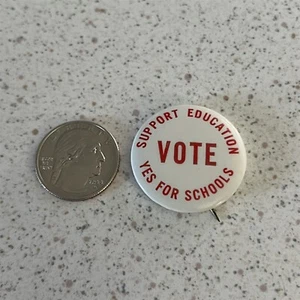 SUPPORT EDUCATION
VOTE
YES FOR SCHOOLS